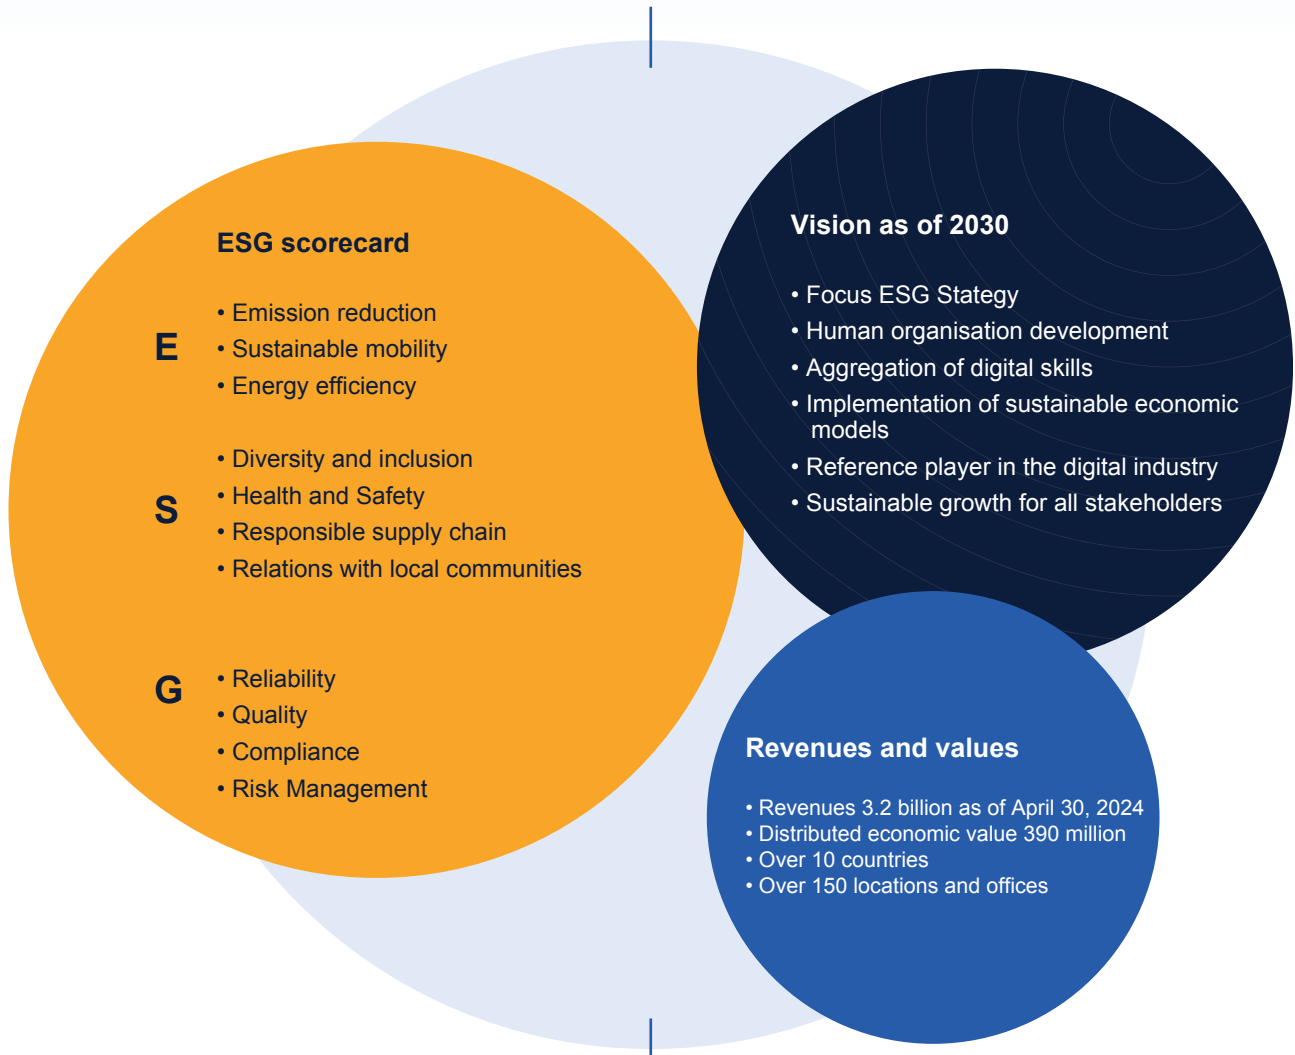 ESG scorecard
E
• Emission reduction
• Sustainable mobility
• Energy efficiency
S
• Diversity and inclusion
• Health and Safety
• Responsible supply chain
• Relations with local communities
G
• Reliability
• Quality
• Compliance
• Risk Management
Vision as of 2030
• Focus ESG Stategy
• Human organisation development
• Aggregation of digital skills
• Implementation of sustainable economic
models
• Reference player in the digital industry
• Sustainable growth for all stakeholders
Revenues and values
• Revenues 3.2 billion as of April 30, 2024
• Distributed economic value 390 million
• Over 10 countries
• Over 150 locations and offices